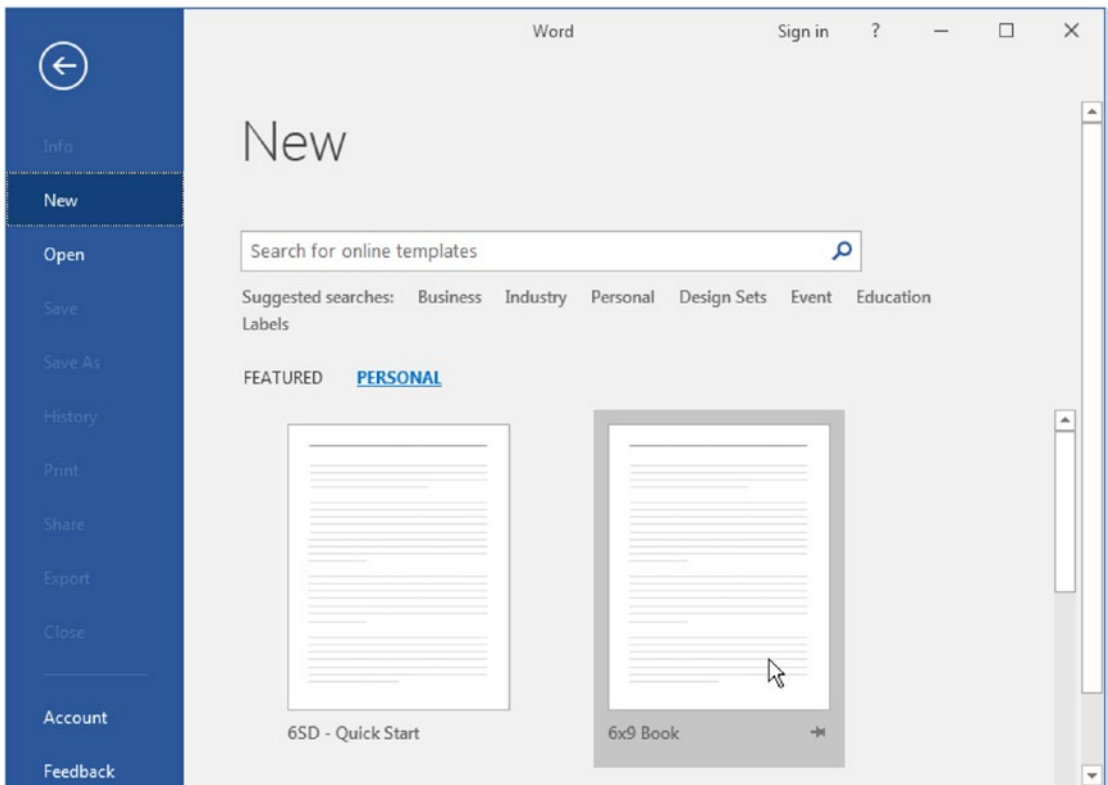 Word
Sign in ?
Info
New
Open
Save
Save As
History
Print
Share
Export
Close
Account
Feedback
New
Search for online templates
Suggested searches: Business Industry Personal Design Sets Event Education
Labels
FEATURED PERSONAL
6SD - Quick Start
6x9 Book